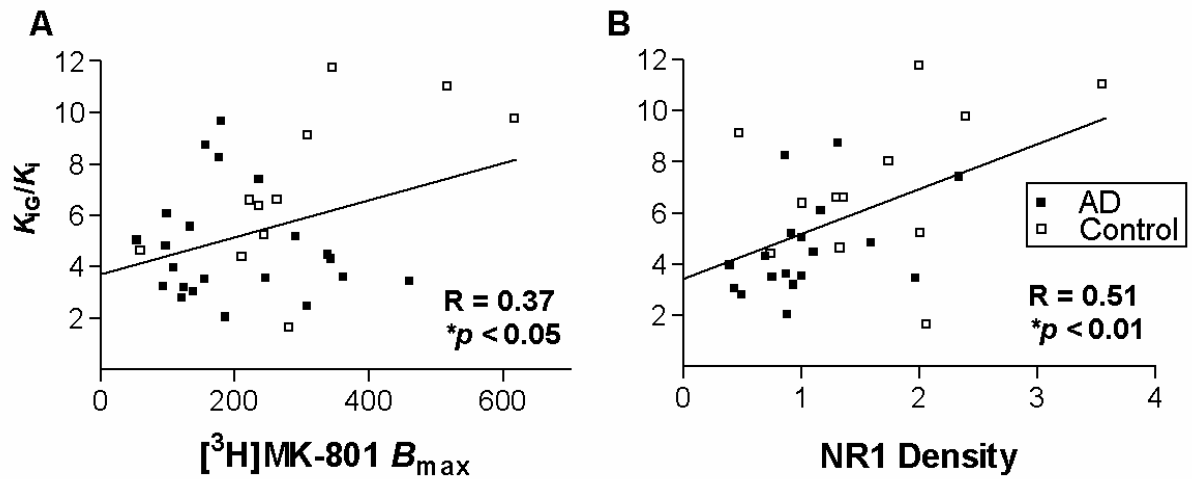 A
12
10
8
6
4
2
KiG/Ki
R = 0.37
*p < 0.05
0 200 400 600
[³H]MK-801 Bmax
B
12
10
8
6
4
2
AD
Control
R = 0.51
*p < 0.01
0 1 2 3 4
NR1 Density